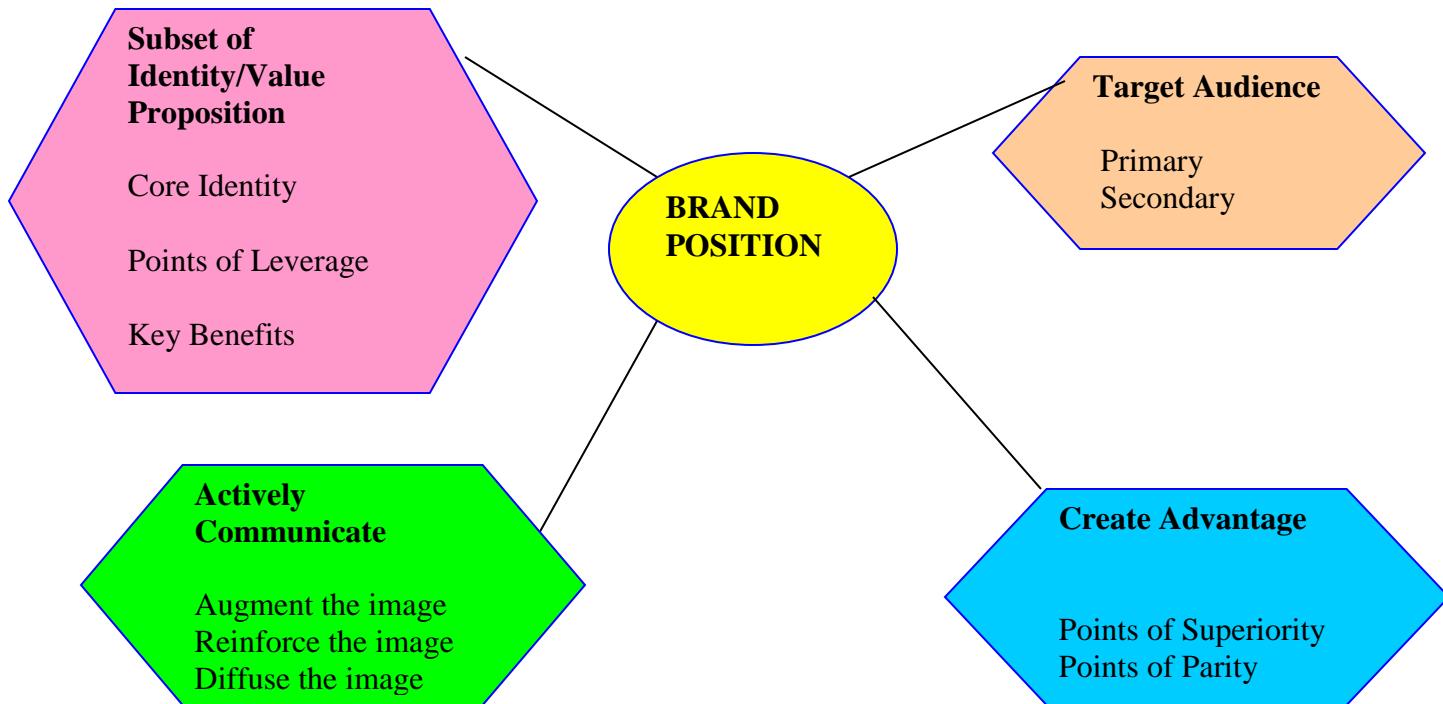 Subset of
Identity/Value
Proposition
Core Identity
Points of Leverage
Key Benefits
Target Audience
Primary
Secondary
BRAND
POSITION
Actively
Communicate
Augment the image
Reinforce the image
Diffuse the image
Create Advantage
Points of Superiority
Points of Parity